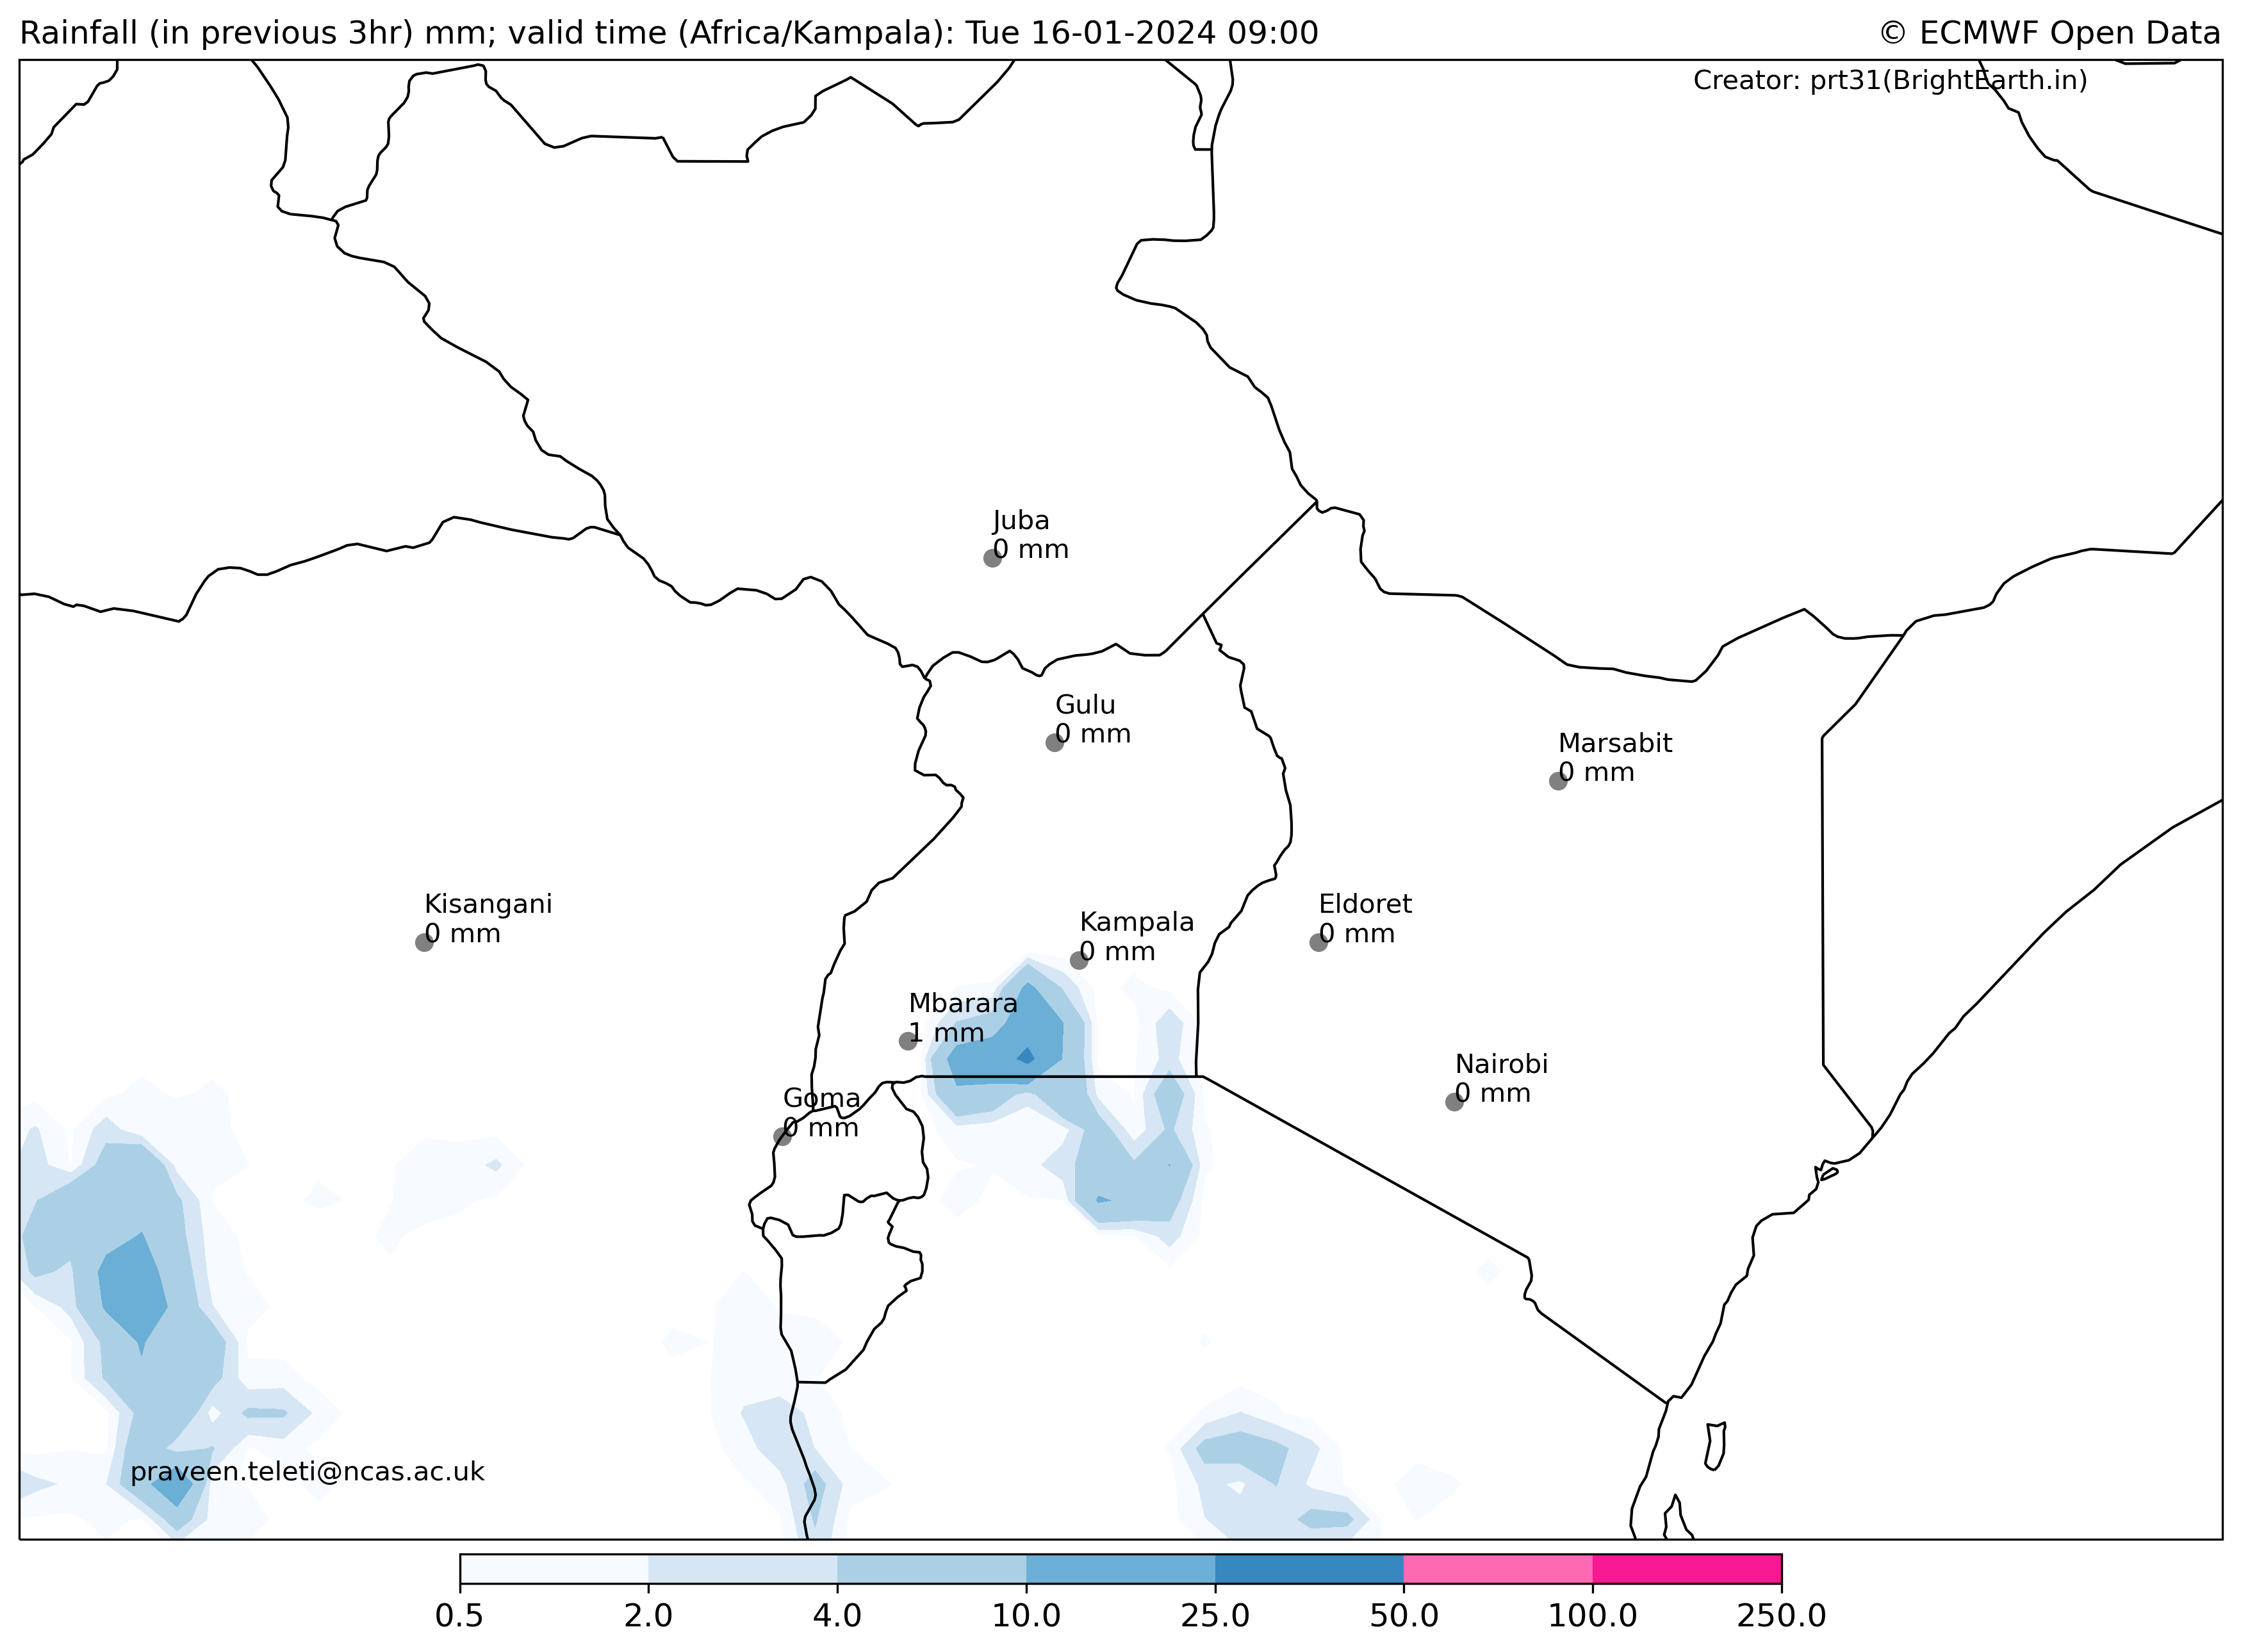 Rainfall (in previous 3hr) mm; valid time (Africa/Kampala): Tue 16-01-2024 09:00
© ECMWF Open Data
Creator: prt31(BrightEarth.in)
Juba
0 mm
Gulu
0 mm
Marsabit
0 mm
Kisangani
0 mm
Kampala
0 mm
Eldoret
0 mm
Mbarara
1 mm
Nairobi
0 mm
Goma
0 mm
praveen.teleti@ncas.ac.uk
0.5 2.0 4.0 10.0 25.0 50.0 100.0 250.0